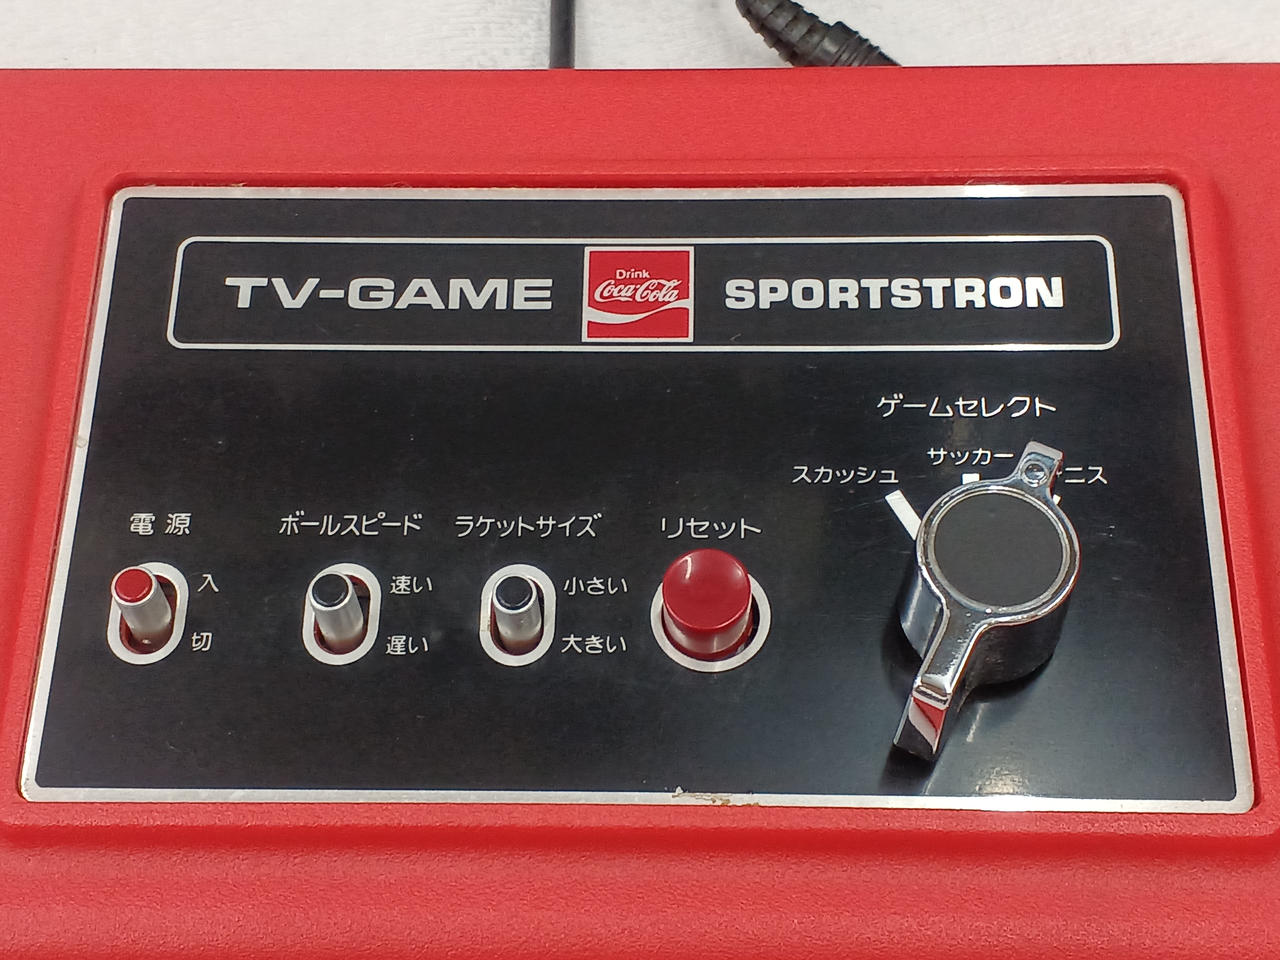 TV-GAME
Drink
Coca-Cola
SPORTSTRON
ゲームセレクト
スカッシュ
サッカー
ニス
電源
入
切
ボールスピード
速い
遅い
ラケットサイズ
小さい
大きい
リセット